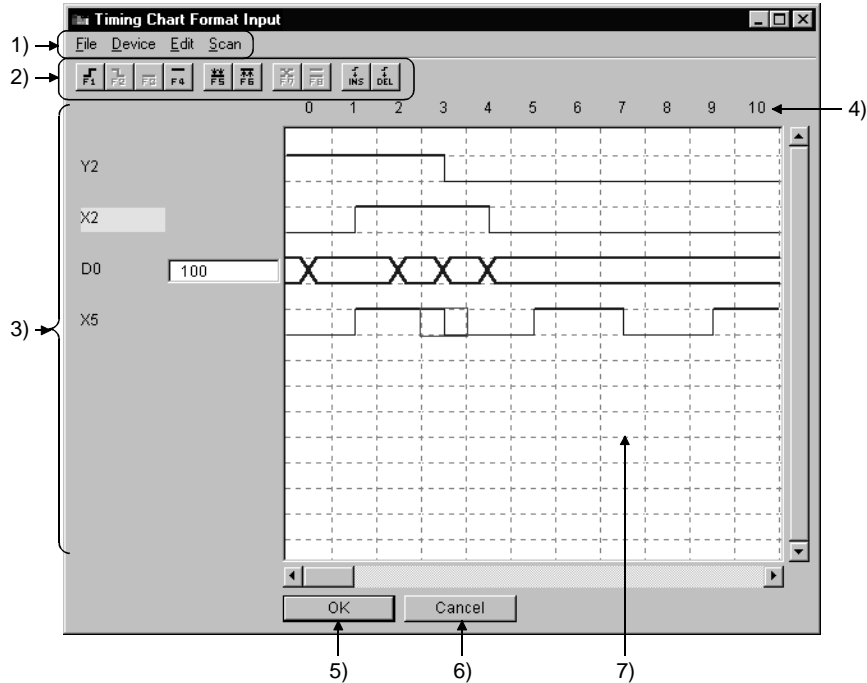 Timing Chart Format Input
1)
File Device Edit Scan
2)
F1 F2 F3 F4 F5 F6 F7 F8 INS DEL
0 1 2 3 4 5 6 7 8 9 10
4)
Y2
X2
D0 100
3)
X5
OK Cancel
5) 6) 7)